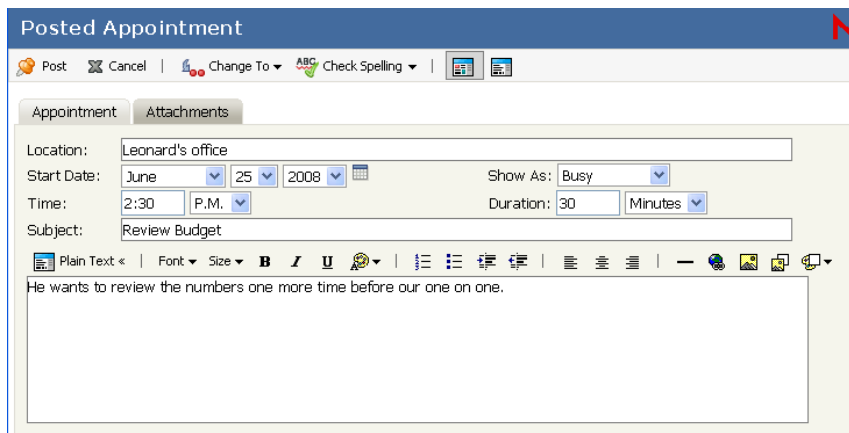 Posted Appointment
Post Cancel | Change To ABC Check Spelling |
Appointment Attachments
Location: Leonard's office
Start Date: June 25 2008 Show As: Busy
Time: 2:30 P.M. Duration: 30 Minutes
Subject: Review Budget
Plain Text « | Font Size B I U | | | —
He wants to review the numbers one more time before our one on one.